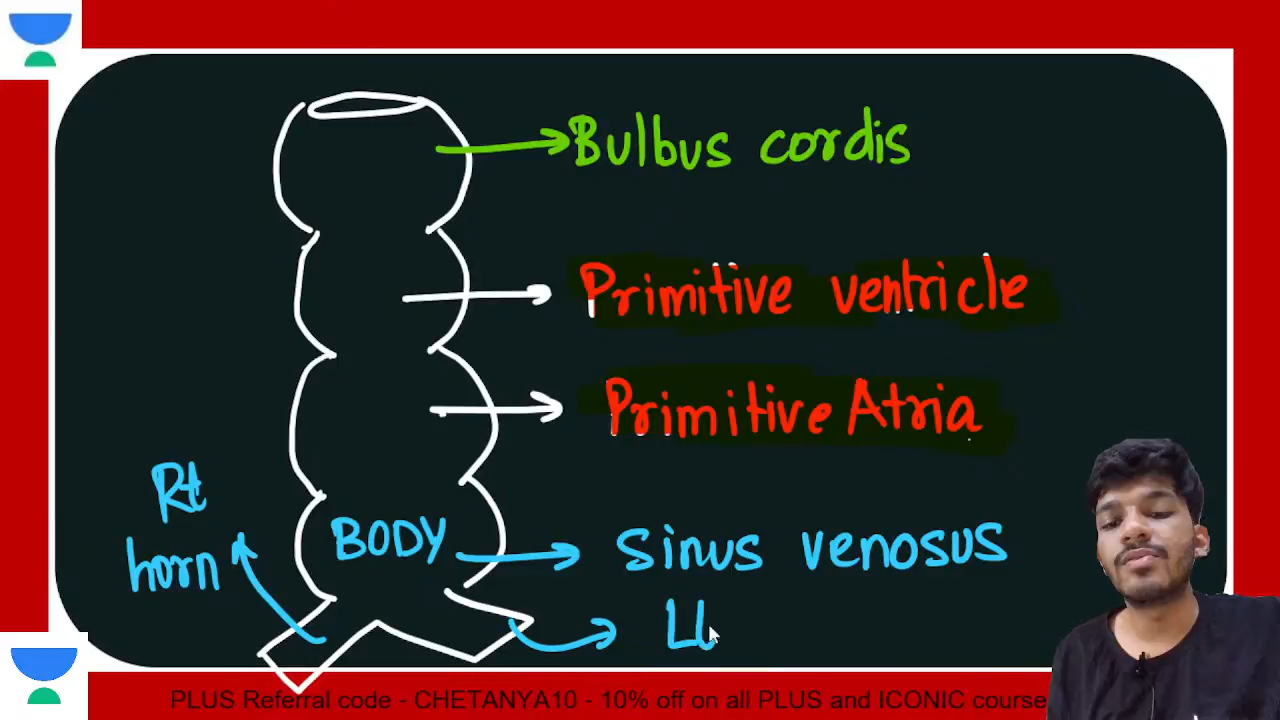 Bulbus cordis
Primitive ventricle
Primitive Atria
Rt
horn
BODY
Sinus venosus
PLUS Referral code - CHETANYA10 - 10% off on all PLUS and ICONIC course